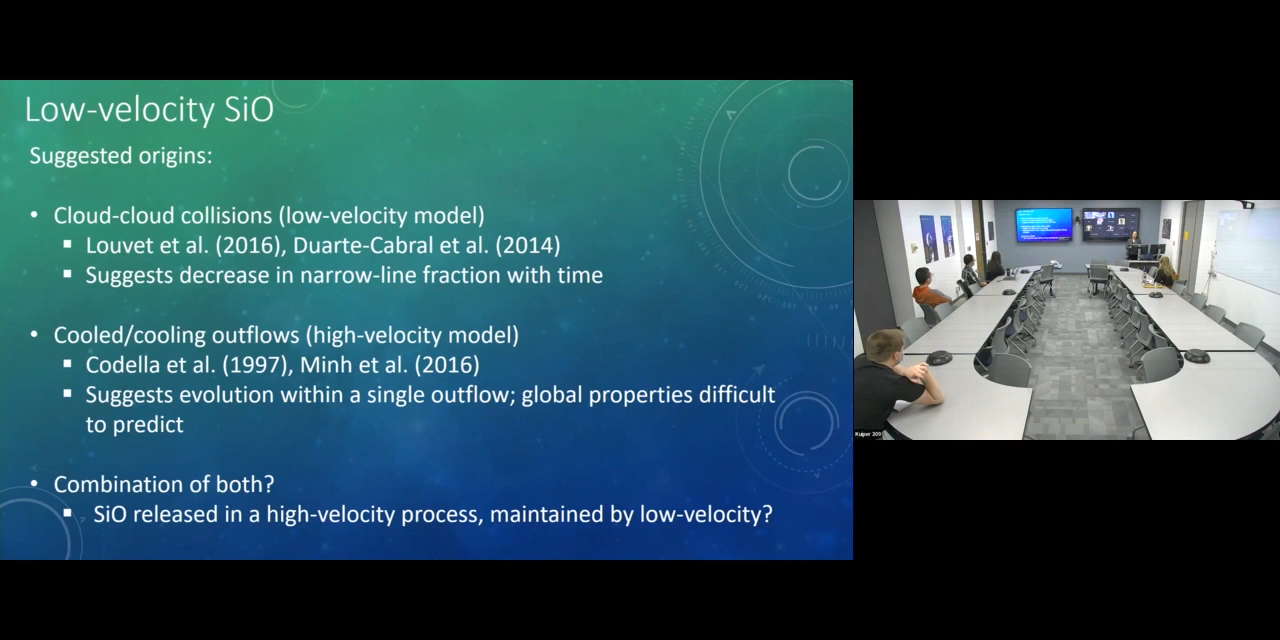 Low-velocity SiO
Suggested origins:
• Cloud-cloud collisions (low-velocity model)
▪ Louvet et al. (2016), Duarte-Cabral et al. (2014)
▪ Suggests decrease in narrow-line fraction with time
• Cooled/cooling outflows (high-velocity model)
▪ Codella et al. (1997), Minh et al. (2016)
▪ Suggests evolution within a single outflow; global properties difficult
to predict
• Combination of both?
▪ SiO released in a high-velocity process, maintained by low-velocity?
Kuiper 309